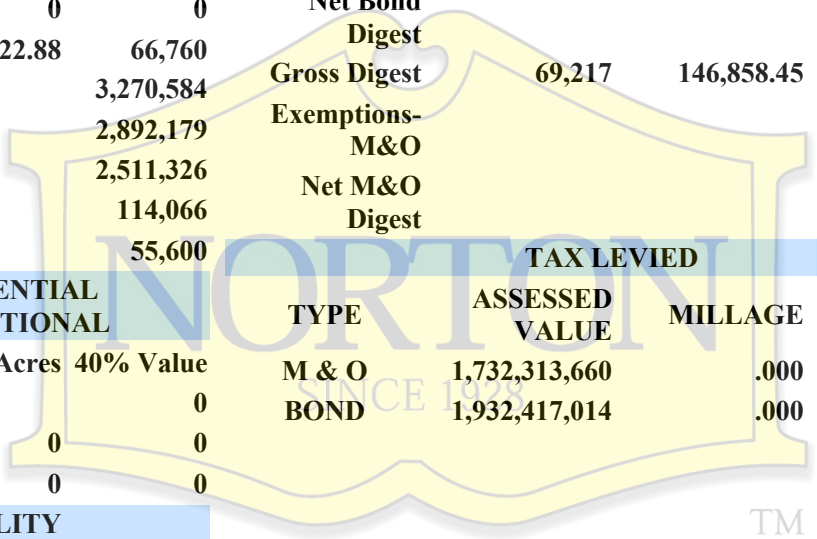 0 0
22.88 66,760
3,270,584
2,892,179
2,511,326
114,066
55,600
Acres 40% Value
0
0 0
0 0
Net Bond
Digest
Gross Digest 69,217 146,858.45
Exemptions-
M&O
Net M&O
Digest
TAX LEVIED
TYPE ASSESSED VALUE MILLAGE
M & O 1,732,313,660 .000
BOND 1,932,417,014 .000
NORTON
SINCE 1928
TM